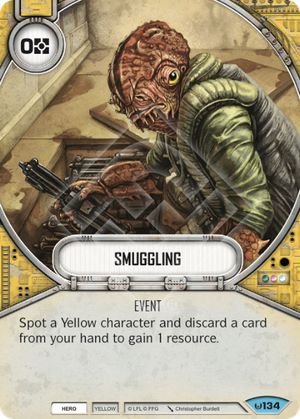 0
SMUGGLING
EVENT
Spot a Yellow character and discard a card
from your hand to gain 1 resource.
HERO
YELLOW
© LFL © FFG
Christopher Burdett
134